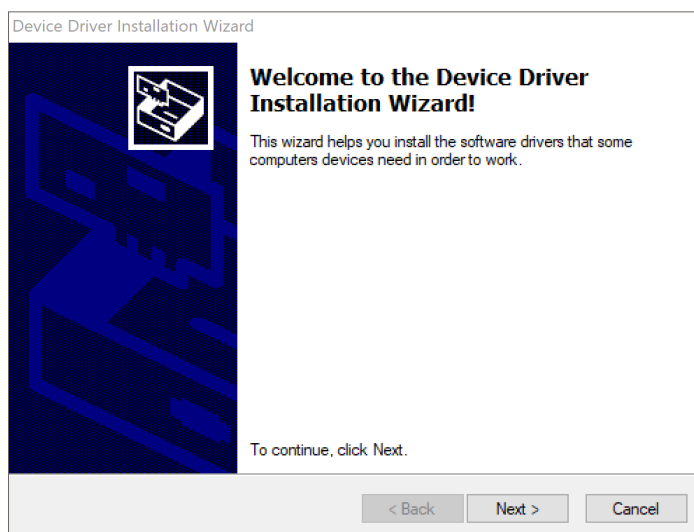 Device Driver Installation Wizard
Welcome to the Device Driver
Installation Wizard!
This wizard helps you install the software drivers that some
computers devices need in order to work.
To continue, click Next.
< Back
Next >
Cancel